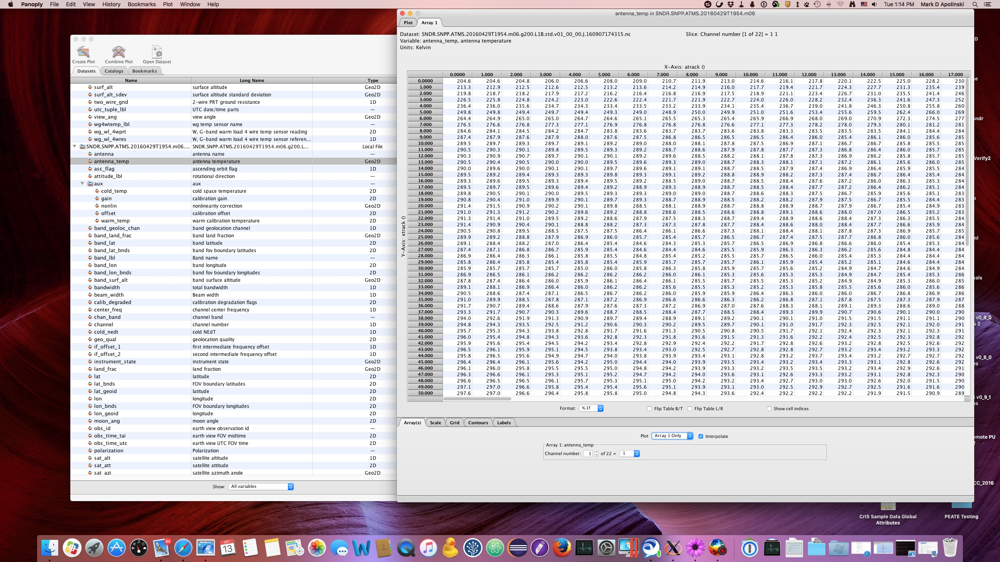 Panoply File Edit View History Bookmarks Plot Window Help
Tue 1:14 PM Mark D Apolinski
antenna_temp in SNDR.SNPP.ATMS.20160429T1954.m06
Plot Array 1
Dataset: SNDR.SNPP.ATMS.20160429T1954.m06.g200.L1B.std.v01_00_00.J.160907174315.nc Slice: Channel number [1 of 22] = 1 1
Variable: antenna_temp, antenna temperature
Units: Kelvin
Create Plot Combine Plot Open Dataset
Datasets Catalogs Bookmarks
Name Long Name Type
surf_alt surface altitude Geo2D
surf_alt_sdev surface altitude standard deviation Geo2D
two_wire_gnd 2-wire PRT ground resistance 1D
utc_tuple_lbl UTC date/time parts —
view_ang view angle Geo2D
wg4wtemp_lbl wg temp sensor name —
wg_wl_4wprt W, G-band warm load 4 wire temp sensor reading 2D
wg_wl_4wres W, G-band warm load 4 wire temp sensor referen... 1D
SNDR.SNPP.ATMS.20160429T1954.m06.... SNDR.SNPP.ATMS.20160429T1954.m06.g200.L... Local File
antenna antenna name —
antenna_temp antenna temperature Geo2D
asc_flag ascending orbit flag 1D
attitude_lbl rotational direction —
aux aux —
cold_temp cold space temperature 2D
gain calibration gain 2D
nonlin nonlinearity correction Geo2D
offset calibration offset 2D
warm_temp warm calibration temperature 2D
band_geoloc_chan band geolocation channel 1D
band_land_frac band land fraction Geo2D
band_lat band latitude 2D
band_lat_bnds band fov boundary latitudes 2D
band_lbl Band name —
band_lon band longitude 2D
band_lon_bnds band fov boundary longitudes 2D
band_surf_alt band surface altitude Geo2D
bandwidth total bandwidth 1D
beam_width Beam width 1D
calib_degraded calibration degradation flags 2D
center_freq channel center frequency 1D
chan_band channel band —
channel channel number 1D
cold_nedt cold NEdT 1D
geo_qual geolocation quality 2D
if_offset_1 first intermediate frequency offset 1D
if_offset_2 second intermediate frequency offset 1D
instrument_state instrument state Geo2D
land_frac land fraction Geo2D
lat latitude 2D
lat_bnds FOV boundary latitudes 2D
lat_geoid latitude 2D
lon longitude 2D
lon_bnds FOV boundary longitudes 2D
lon_geoid longitude 2D
moon_ang moon angle 2D
obs_id earth view observation id —
obs_time_tai earth view FOV midtime 2D
obs_time_utc earth view UTC FOV time 2D
polarization Polarization —
sat_alt satellite altitude 1D
sat_att satellite attitude 2D
sat_azi satellite azimuth angle Geo2D
Show: All variables
X-Axis: atrack ()
Y-Axis: xtrack ()
0.0000 1.000 2.000 3.000 4.000 5.000 6.000 7.000 8.000 9.000 10.000 11.000 12.000 13.000 14.000 15.000 16.000 17.000
0.0000 204.6 204.6 204.8 206.0 206.6 208.0 209.0 210.7 211.9 213.0 214.6 216.1 217.8 220.1 222.5 225.0 228.2 230
1.000 213.3 212.9 212.5 212.6 212.5 213.2 213.6 214.2 214.9 216.0 217.7 219.4 221.7 224.3 227.7 231.3 235.4 239
2.000 219.8 218.7 218.2 217.9 217.2 216.2 216.4 216.8 216.9 217.5 218.9 221.1 223.4 226.7 231.0 235.5 241.4 246
3.000 226.5 225.8 224.8 224.2 223.0 222.6 222.4 221.7 221.9 222.7 224.0 226.0 228.2 232.4 236.3 241.6 247.3 252
4.000 236.4 236.0 235.6 234.7 234.3 233.4 233.5 233.2 233.9 234.1 235.4 236.7 239.0 241.8 246.3 250.8 255.8 260
5.000 249.8 249.8 249.4 249.7 249.4 249.3 249.0 248.9 250.0 249.9 251.0 251.6 253.4 255.6 259.5 262.4 266.0 269
6.000 264.4 264.9 265.0 265.0 264.7 264.6 265.1 265.5 265.3 265.4 265.9 266.9 268.0 269.0 270.9 272.3 274.5 277
7.000 276.5 276.6 276.8 277.3 277.1 276.9 276.8 276.8 276.8 276.6 277.1 277.3 278.2 278.0 279.3 280.1 281.2 281
8.000 284.6 284.1 284.5 284.2 284.7 283.8 283.6 283.7 283.7 283.6 283.8 283.3 283.5 283.5 283.5 284.1 284.4 284
9.000 287.4 287.9 287.6 287.9 288.0 287.6 287.5 286.8 286.5 286.5 286.5 286.4 286.0 285.4 286.1 286.0 285.6 285
10.000 289.5 289.7 289.3 289.7 289.1 289.2 289.0 288.0 288.1 287.8 287.5 286.9 287.1 286.7 286.7 285.8 285.5 285
11.000 290.5 290.3 290.1 289.8 289.5 289.3 289.2 288.7 288.6 287.9 287.8 287.7 287.3 286.8 286.4 286.0 285.7 285
12.000 290.3 290.9 290.7 289.7 290.1 290.1 289.2 289.6 288.5 288.2 288.1 287.8 287.3 286.9 286.2 285.8 285.7 285
13.000 290.5 290.4 290.5 290.0 290.0 289.5 289.6 289.3 289.0 288.7 288.3 288.1 287.1 287.2 286.1 285.6 286.0 285
14.000 290.0 289.6 290.0 290.1 290.1 289.7 289.6 289.1 289.1 288.7 288.5 287.9 287.4 286.9 286.4 285.9 285.5 285
15.000 289.5 289.2 289.4 289.3 289.3 289.8 289.3 289.1 289.2 288.8 288.9 288.2 287.3 287.4 286.7 286.4 285.4 284
16.000 289.3 289.6 289.5 289.3 289.4 289.5 289.2 288.5 289.0 288.7 288.5 288.4 287.6 287.2 286.0 286.3 285.3 284
17.000 289.5 289.7 289.5 289.6 289.4 289.2 288.9 289.3 288.9 288.7 288.5 288.4 287.7 287.2 286.4 286.2 285.1 284
18.000 289.8 290.5 290.1 290.0 289.5 289.3 289.3 289.0 289.0 288.7 288.6 288.3 287.5 286.7 285.9 285.6 285.1 283
19.000 290.8 290.4 291.0 289.9 290.1 289.7 289.3 288.7 288.9 288.5 288.2 288.2 287.9 287.5 286.7 285.5 284.4 283
20.000 291.4 291.5 290.9 290.2 290.1 289.8 288.5 288.1 288.9 288.7 288.8 288.9 288.7 287.9 286.7 285.4 284.9 283
21.000 291.0 291.3 291.2 290.2 289.6 289.2 288.8 288.6 288.5 288.6 288.8 289.1 288.6 288.0 287.0 286.5 285.2 283
22.000 291.3 291.4 291.0 289.5 289.2 288.6 287.9 287.5 288.3 288.7 289.4 288.9 288.6 288.4 287.3 286.3 285.5 284
23.000 291.4 290.9 290.4 290.1 288.8 288.2 287.3 287.3 287.8 287.7 288.4 288.6 288.0 288.4 287.7 286.6 285.9 284
24.000 290.5 290.8 289.5 288.5 287.5 287.5 286.4 286.1 286.6 287.3 288.1 288.4 288.1 287.8 287.3 286.9 285.7 285
25.000 289.9 289.2 288.8 287.9 286.9 286.0 285.7 285.4 285.7 286.5 286.7 287.4 287.5 287.7 286.8 286.0 285.6 284
26.000 289.1 288.4 288.2 287.0 286.4 285.4 284.6 284.3 285.3 285.7 286.5 286.9 286.8 286.6 286.0 285.4 285.3 284
27.000 287.4 287.1 286.8 286.7 285.9 285.4 284.6 284.4 284.6 285.5 285.9 286.3 286.3 286.2 285.6 284.8 284.4 284
28.000 286.9 286.4 286.3 286.1 285.8 285.5 284.8 285.4 285.2 285.5 285.7 286.5 286.0 285.4 285.3 284.4 284.4 284
29.000 285.8 286.4 285.8 285.4 285.8 285.4 285.9 285.7 285.7 285.7 286.1 285.9 285.4 285.2 285.1 284.6 284.4 284
30.000 285.9 285.7 285.7 285.7 285.0 286.0 285.8 286.3 285.8 285.9 285.7 285.6 285.2 284.9 284.7 284.6 284.9 284
31.000 286.9 286.5 286.1 286.2 286.2 286.2 286.2 286.0 286.1 285.3 285.6 285.3 285.3 284.9 284.7 285.4 285.3 286
32.000 287.8 287.4 286.4 286.0 285.9 286.1 286.4 286.1 285.5 285.7 285.5 285.3 285.2 284.9 284.9 285.3 286.0 285
33.000 289.1 288.1 286.9 286.4 286.0 286.2 286.2 285.6 285.5 285.3 285.2 285.3 285.8 285.5 285.6 286.0 285.6 286
34.000 290.5 288.6 287.4 287.1 286.5 286.7 286.2 286.0 285.9 285.9 286.4 286.3 286.0 286.0 286.7 286.8 286.9 286
35.000 291.0 289.9 288.5 287.8 287.1 287.2 286.9 286.6 286.6 286.3 286.2 286.8 287.1 287.8 287.5 287.3 287.9 287
36.000 291.7 290.7 289.4 288.6 287.9 287.6 287.3 287.2 286.9 287.0 287.6 288.3 288.1 289.1 289.3 288.6 289.0 288
37.000 293.3 291.7 290.7 290.3 289.6 288.7 288.5 288.4 287.7 288.5 288.4 289.3 289.9 290.7 290.6 290.1 290.0 290
38.000 294.0 292.6 291.9 291.3 290.9 289.7 289.4 288.9 289.1 289.2 290.1 290.1 291.0 291.5 291.5 291.1 291.1 290
39.000 294.8 294.3 293.5 292.5 291.2 290.6 290.3 290.2 289.5 289.7 290.1 291.0 291.7 292.3 292.5 292.1 292.0 291
40.000 295.7 295.3 294.3 293.8 292.8 291.7 291.6 291.3 290.5 290.8 290.5 291.7 292.1 292.4 292.3 292.1 292.3 291
41.000 296.0 295.4 294.8 294.3 293.6 292.8 292.3 291.8 291.6 291.5 291.3 291.6 292.2 292.4 292.5 292.3 292.8 292
42.000 295.9 295.6 295.4 294.5 294.2 293.4 292.8 292.9 292.4 292.2 291.7 292.8 292.6 293.2 292.8 292.5 292.6 292
43.000 296.5 296.1 295.9 295.1 294.5 293.8 293.4 293.0 292.5 292.7 292.8 292.8 292.7 293.2 293.4 293.2 293.3 292
44.000 295.8 296.5 295.6 294.9 294.7 294.0 293.8 293.9 293.4 293.1 292.8 293.2 293.7 293.4 293.2 292.7 292.7 292
45.000 296.4 296.4 296.1 295.6 294.2 295.0 294.4 294.0 293.9 293.5 293.4 293.2 293.4 293.3 293.1 292.8 292.6 292
46.000 296.1 296.0 295.8 295.5 295.5 295.0 294.8 294.2 293.9 293.3 293.2 293.5 293.5 293.2 293.4 292.9 292.6 291
47.000 296.3 296.6 296.1 295.3 295.1 295.2 294.7 294.2 294.0 293.6 293.1 292.6 293.3 293.2 293.1 292.8 292.3 290
48.000 296.6 296.5 296.5 296.1 295.7 295.3 295.1 295.0 294.2 293.2 293.4 292.7 293.0 293.0 292.6 292.0 291.5 290
49.000 297.1 297.0 296.6 295.8 295.4 295.4 295.6 295.1 293.9 293.1 293.0 292.5 292.9 292.7 292.5 291.6 291.6 290
50.000 297.6 297.0 296.6 296.4 295.8 295.8 295.0 294.8 294.3 293.6 292.4 292.2 292.2 292.2 291.9 291.5 290.9 289
Format: %.1f Flip Table B/T Flip Table L/R Show cell indices
Array(s) Scale Grid Contours Labels
Plot Array 1 Only Interpolate
Array 1: antenna_temp
Channel number: 1 of 22 = 1
D
ne
sndr
Verify2
ml
uals
v0_8_0
s 2
v0_8_0
es
v0_9_1
es
emote PU
CC_2016
XLSX
CrIS Sample Data Global
Attributes
PEATE Testing
44
SEP
13